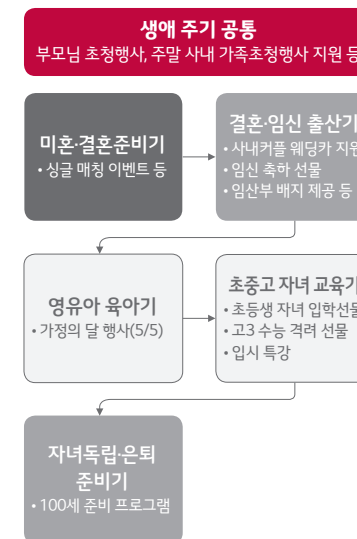 생애 주기 공통
부모님 초청행사, 주말 사내 가족초청행사 지원 등
미혼·결혼준비기
• 싱글 매칭 이벤트 등
결혼·임신 출산기
• 사내커플 웨딩카 지원
• 임신 축하 선물
• 임산부 배지 제공 등
영유아 육아기
• 가정의 달 행사(5/5)
초중고 자녀 교육기
• 초등생 자녀 입학선물
• 고3 수능 격려 선물
• 입시 특강
자녀독립·은퇴
준비기
• 100세 준비 프로그램